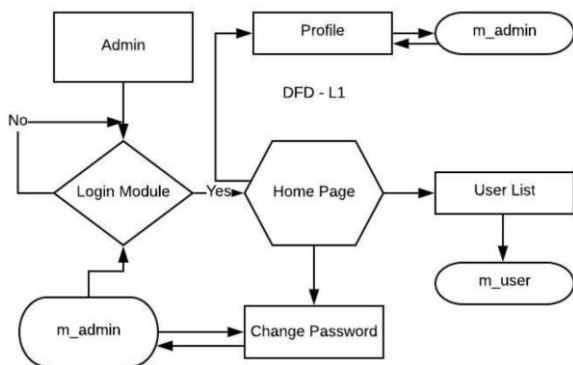 Profile
m_admin
Admin
DFD - L1
No
Login Module
Yes
Home Page
User List
m_user
m_admin
Change Password